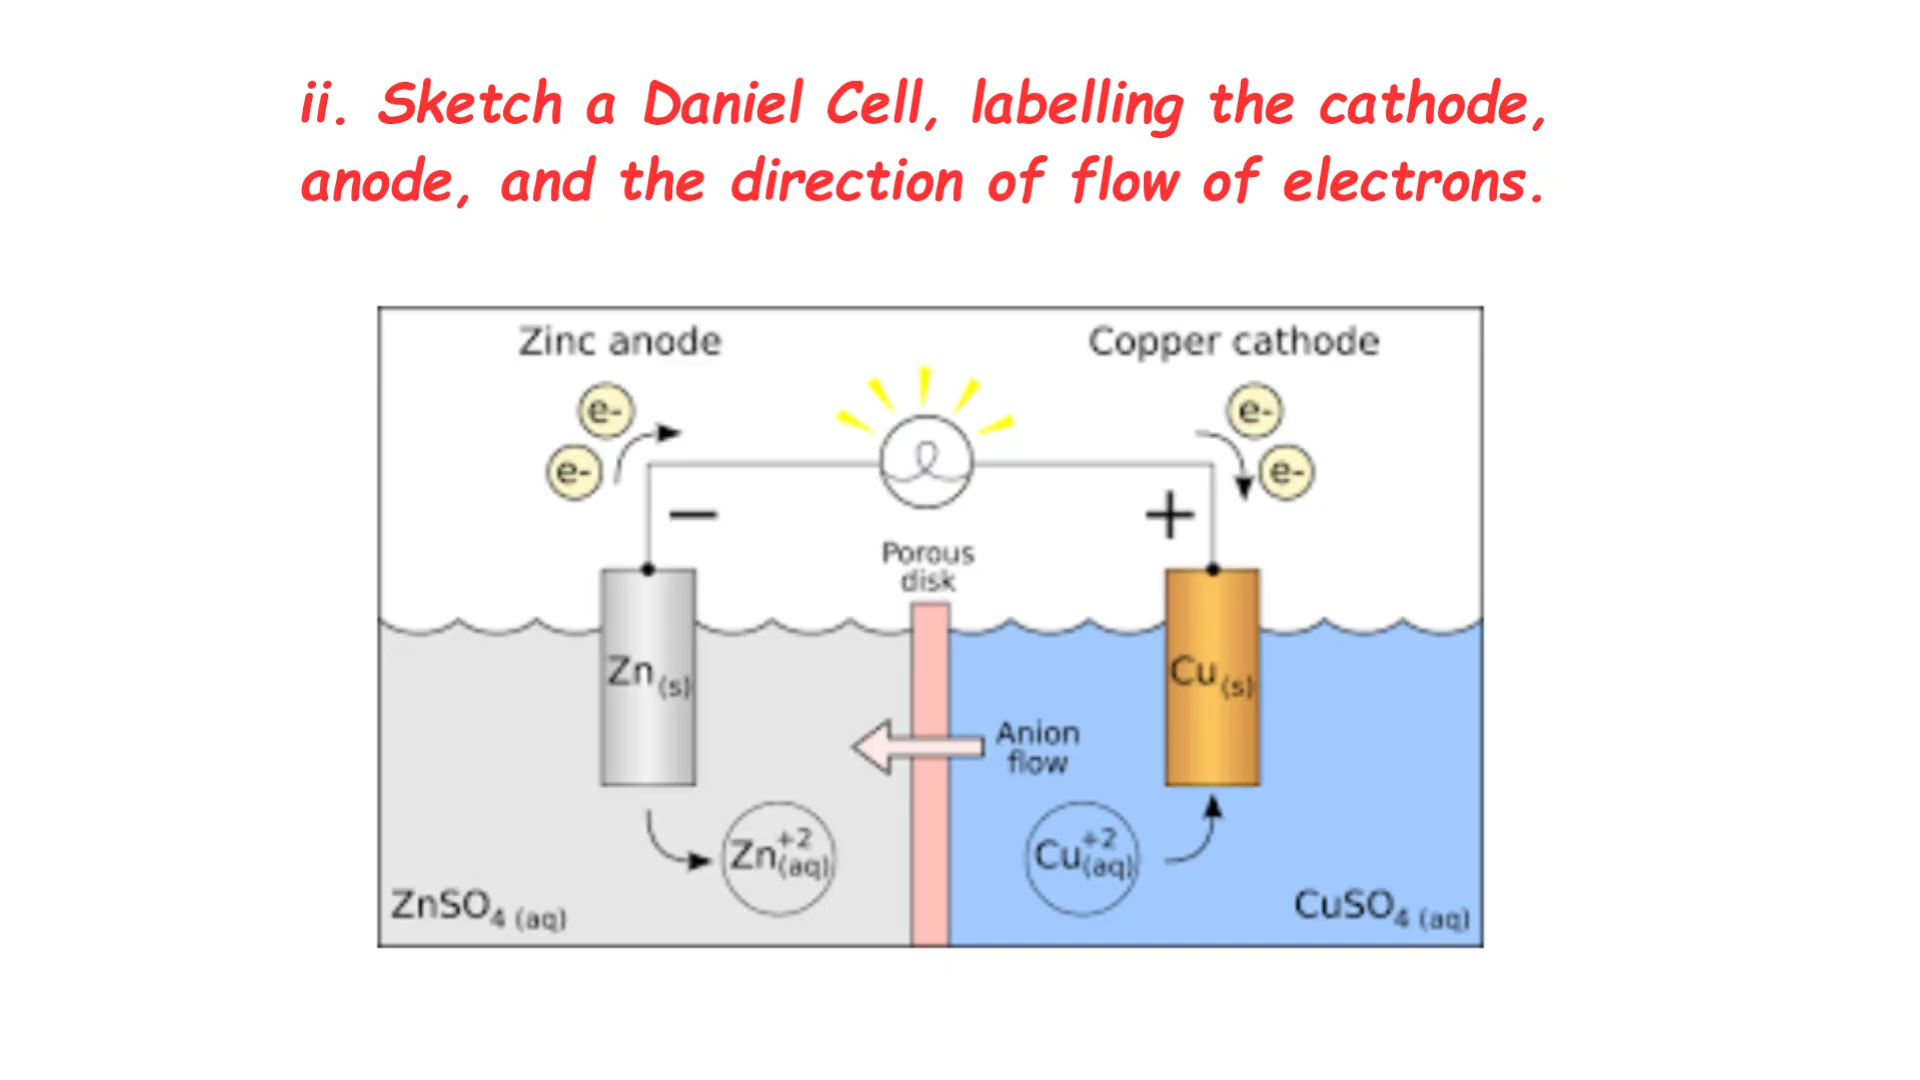 ii. Sketch a Daniel Cell, labelling the cathode,
anode, and the direction of flow of electrons.
Zinc anode
Copper cathode
e-
e-
e-
e-
−
+
Porous
disk
Zn(s)
Cu(s)
Anion
flow
Zn+2(aq)
Cu+2(aq)
ZnSO4 (aq)
CuSO4 (aq)